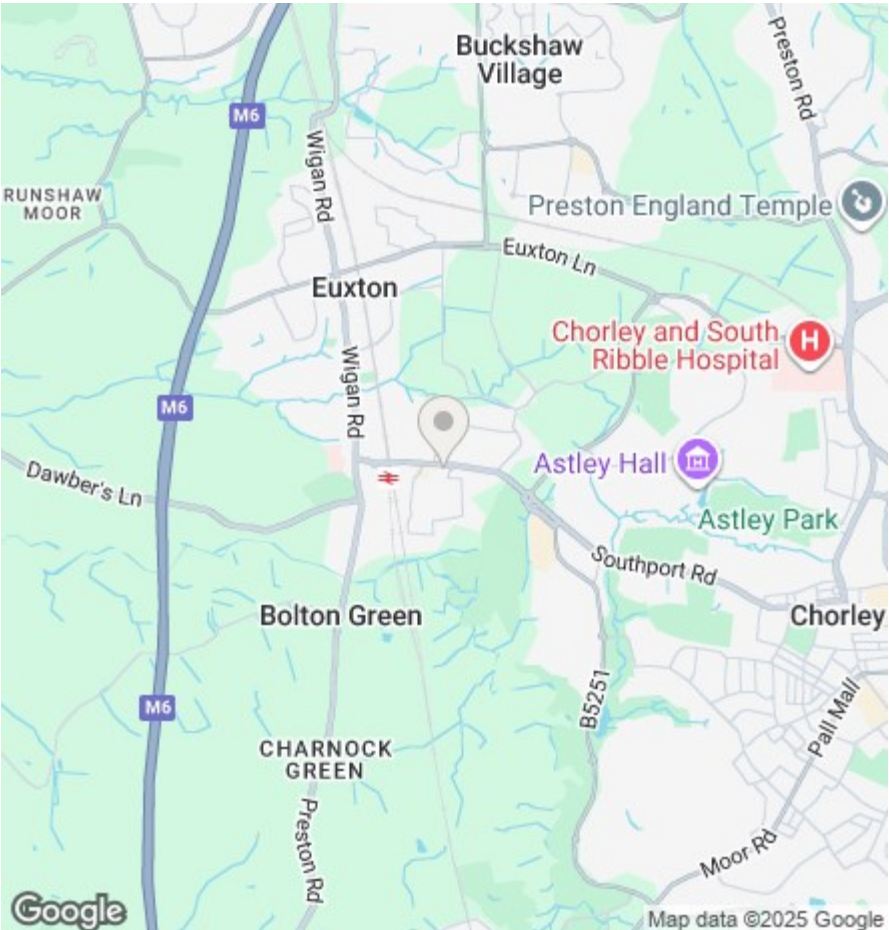 Buckshaw
Village
Preston Rd
M6
Wigan Rd
RUNSHAW
MOOR
Preston England Temple
Euxton Ln
Euxton
Chorley and South
Ribble Hospital
H
Wigan Rd
M6
Dawber's Ln
Astley Hall
Astley Park
Southport Rd
Bolton Green
Chorley
B5251
M6
Pall Mall
CHARNOCK
GREEN
Preston Rd
Moor Rd
Google
Map data ©2025 Google